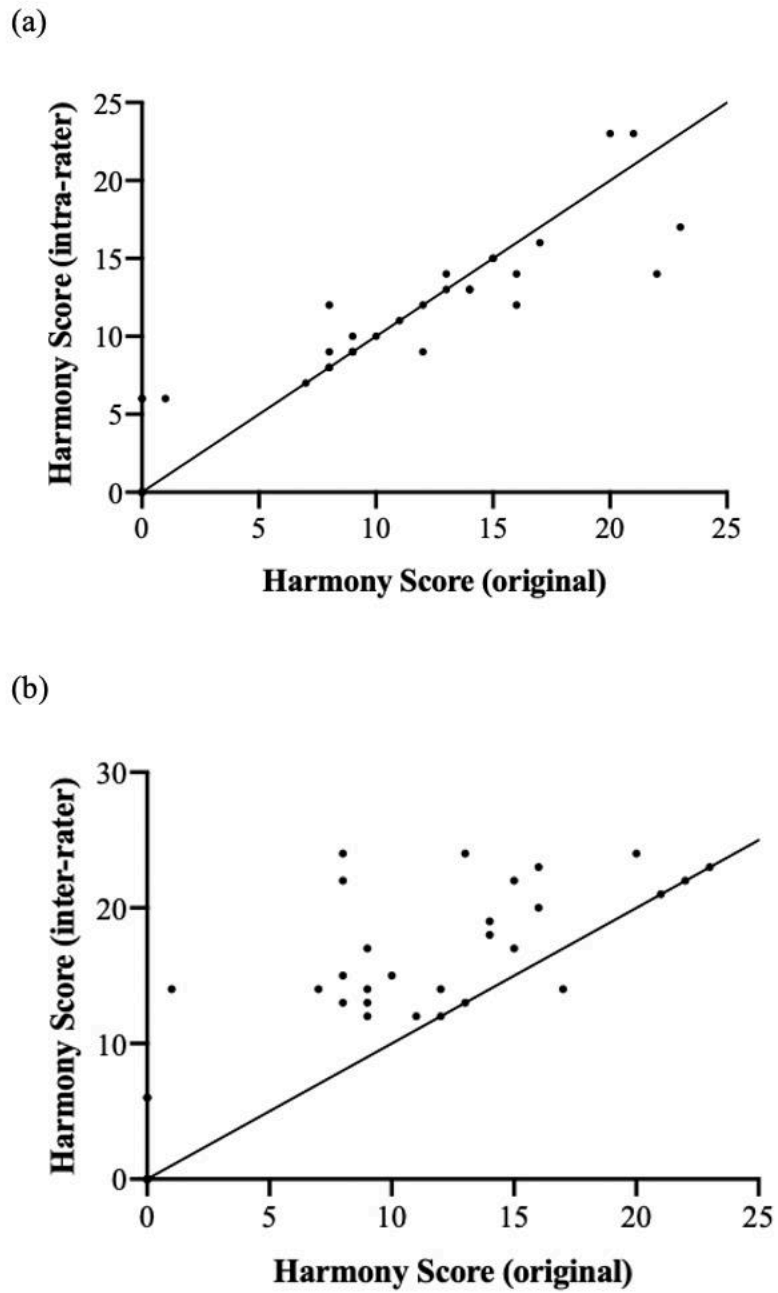 (a)
Harmony Score (intra-rater)
25
20
15
10
5
0
0 5 10 15 20 25
Harmony Score (original)
(b)
Harmony Score (inter-rater)
30
20
10
0
0 5 10 15 20 25
Harmony Score (original)